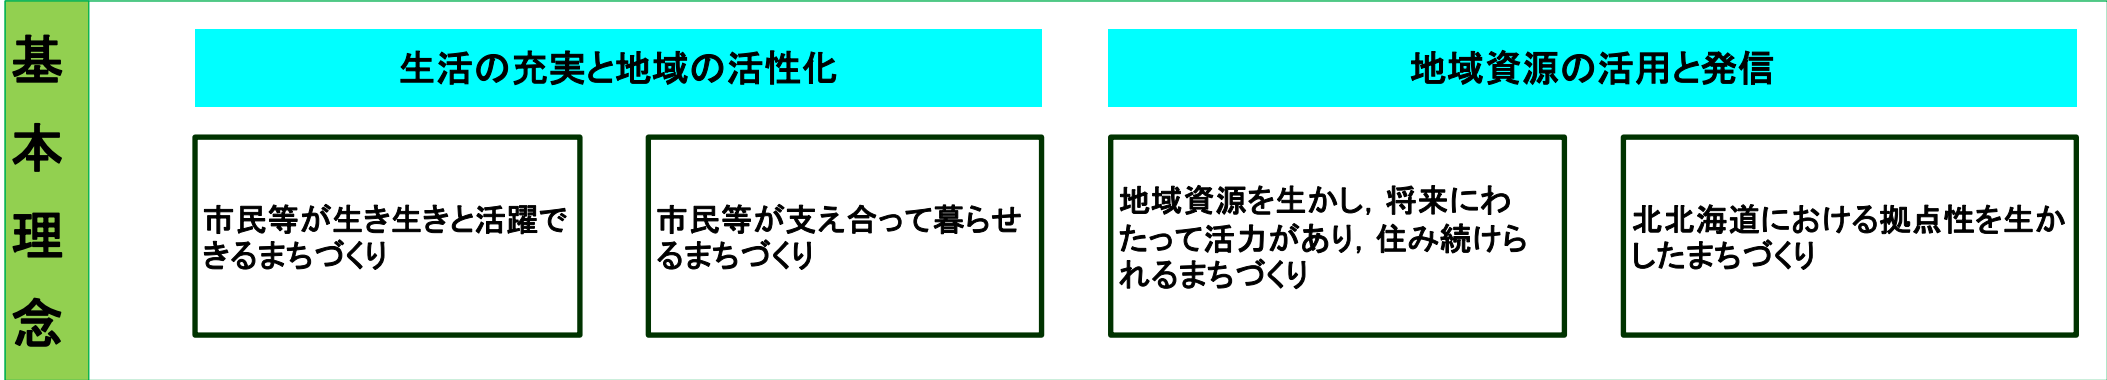 基本理念
生活の充実と地域の活性化
地域資源の活用と発信
市民等が生き生きと活躍で
きるまちづくり
市民等が支え合って暮らせ
るまちづくり
地域資源を生かし，将来にわ
たって活力があり，住み続けら
れるまちづくり
北北海道における拠点性を生か
したまちづくり